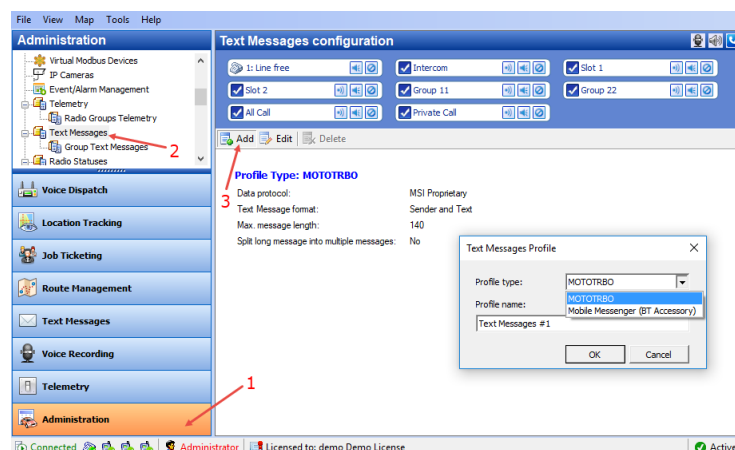 File View Map Tools Help
Administration
Text Messages configuration
Virtual Modbus Devices
IP Cameras
Event/Alarm Management
Telemetry
Radio Groups Telemetry
Text Messages
Group Text Messages
Radio Statuses
2
1: Line free
Intercom
Slot 1
Slot 2
Group 11
Group 22
All Call
Private Call
Add Edit Delete
3
Profile Type: MOTOTRBO
Data protocol: MSI Proprietary
Text Message format: Sender and Text
Max. message length: 140
Split long message into multiple messages: No
Text Messages Profile
Profile type: MOTOTRBO
MOTOTRBO
Mobile Messenger (BT Accessory)
Profile name:
Text Messages #1
OK Cancel
Voice Dispatch
Location Tracking
Job Ticketing
Route Management
Text Messages
Voice Recording
Telemetry
Administration
1
Connected Administrator Licensed to: demo Demo License Active